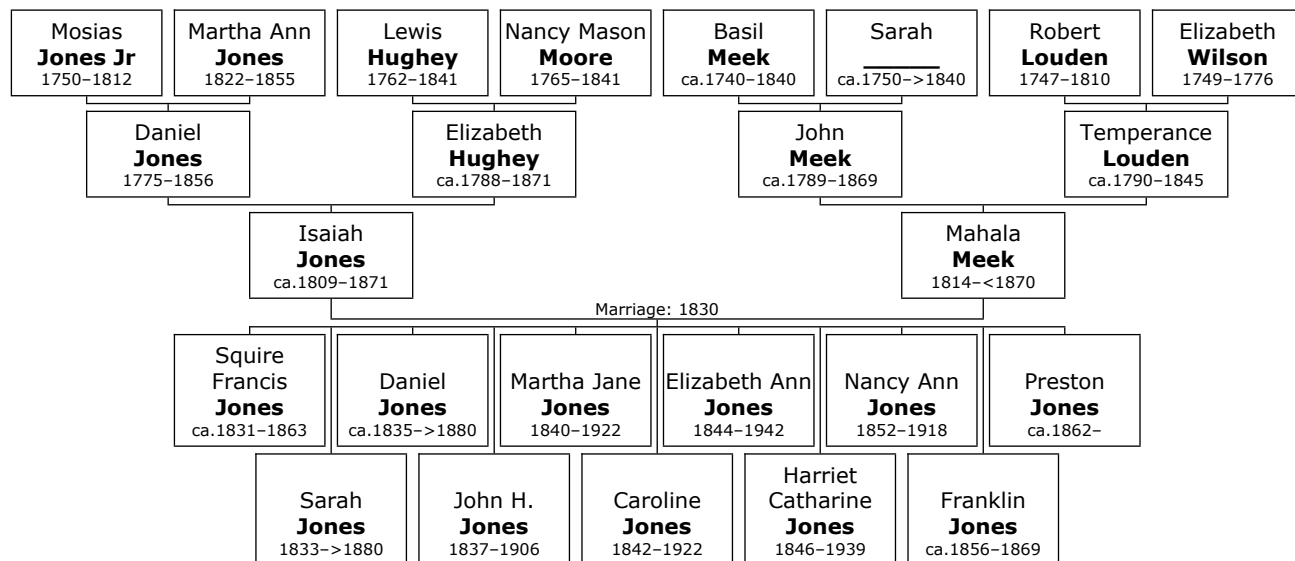 Mosias
Jones Jr
1750–1812
Martha Ann
Jones
1822–1855
Lewis
Hughey
1762–1841
Nancy Mason
Moore
1765–1841
Basil
Meek
ca.1740–1840
Sarah
______
ca.1750–>1840
Robert
Louden
1747–1810
Elizabeth
Wilson
1749–1776
Daniel
Jones
1775–1856
Elizabeth
Hughey
ca.1788–1871
John
Meek
ca.1789–1869
Temperance
Louden
ca.1790–1845
Isaiah
Jones
ca.1809–1871
Mahala
Meek
1814–<1870
Marriage: 1830
Squire
Francis
Jones
ca.1831–1863
Daniel
Jones
ca.1835–>1880
Martha Jane
Jones
1840–1922
Elizabeth Ann
Jones
1844–1942
Nancy Ann
Jones
1852–1918
Preston
Jones
ca.1862–
Sarah
Jones
1833–>1880
John H.
Jones
1837–1906
Caroline
Jones
1842–1922
Harriet
Catharine
Jones
1846–1939
Franklin
Jones
ca.1856–1869